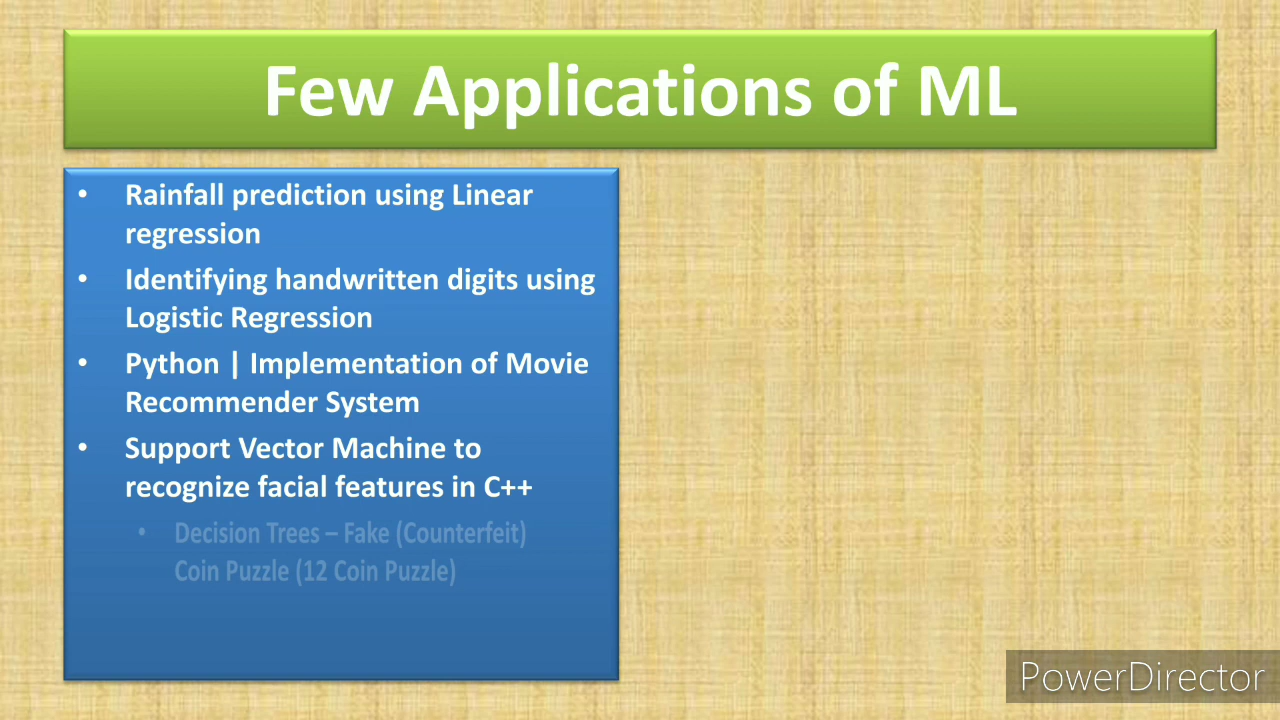 Few Applications of ML
• Rainfall prediction using Linear
regression
• Identifying handwritten digits using
Logistic Regression
• Python | Implementation of Movie
Recommender System
• Support Vector Machine to
recognize facial features in C++
• Decision Trees – Fake (Counterfeit)
Coin Puzzle (12 Coin Puzzle)
PowerDirector